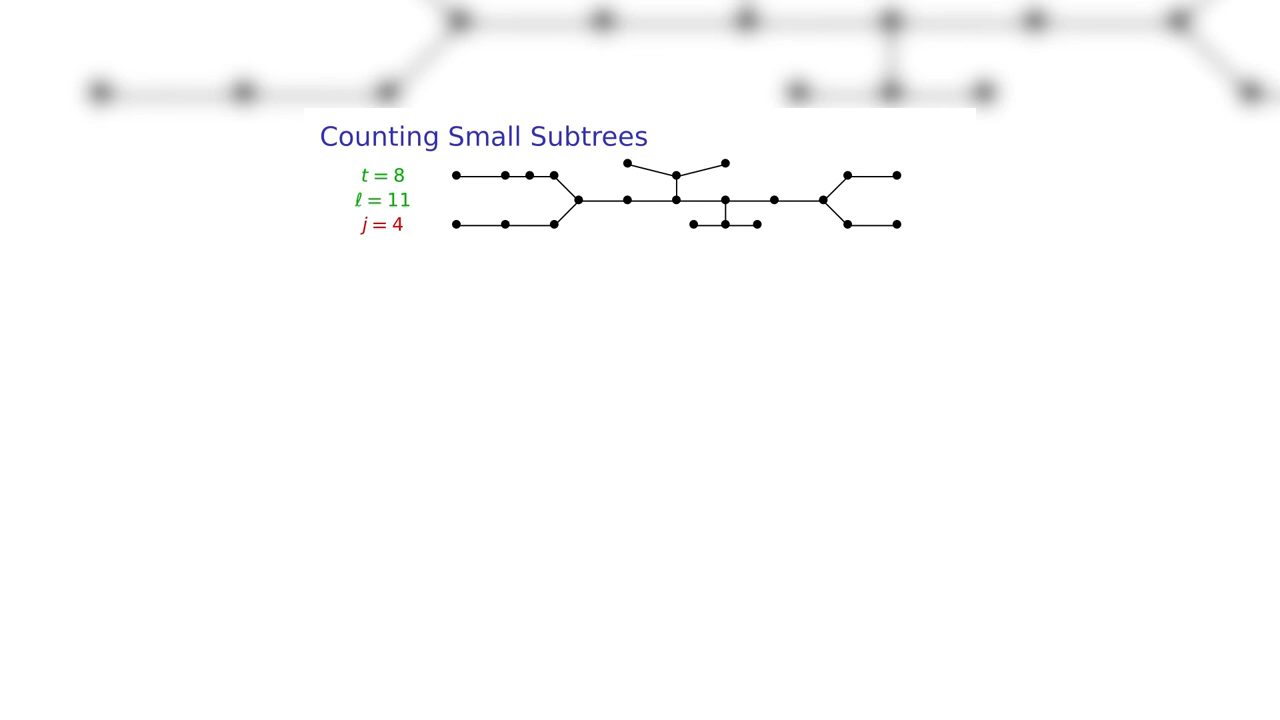 Counting Small Subtrees
t = 8
ℓ = 11
j = 4